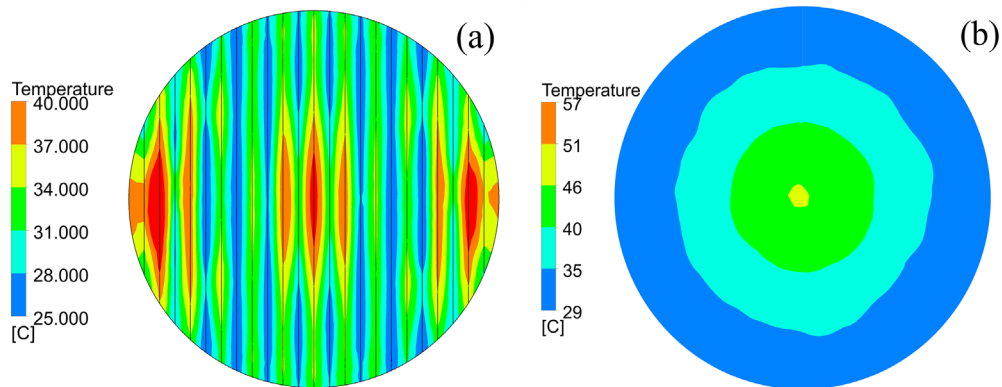 (a)
Temperature
40.000
37.000
34.000
31.000
28.000
25.000
[C]
(b)
Temperature
57
51
46
40
35
29
[C]